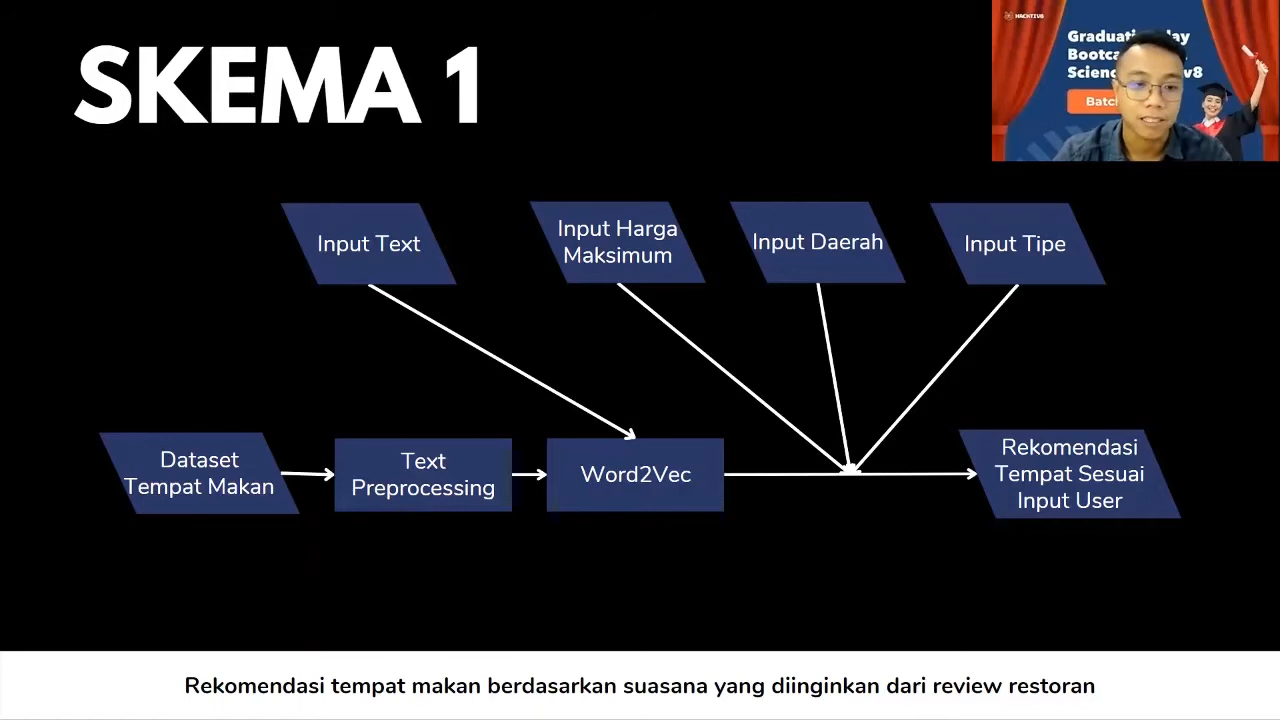 SKEMA 1
HACKTIV8
Input Text
Input Harga
Maksimum
Input Daerah
Input Tipe
Dataset
Tempat Makan
Text
Preprocessing
Word2Vec
Rekomendasi
Tempat Sesuai
Input User
Rekomendasi tempat makan berdasarkan suasana yang diinginkan dari review restoran